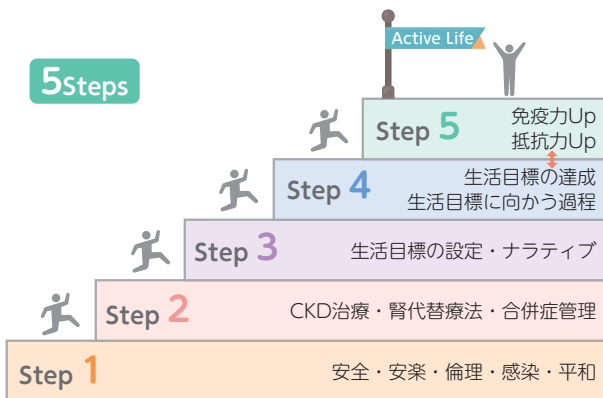 Active Life
5Steps
Step 5
免疫力Up
抵抗力Up
Step 4
生活目標の達成
生活目標に向かう過程
Step 3
生活目標の設定・ナラティブ
Step 2
CKD治療・腎代替療法・合併症管理
Step 1
安全・安楽・倫理・感染・平和